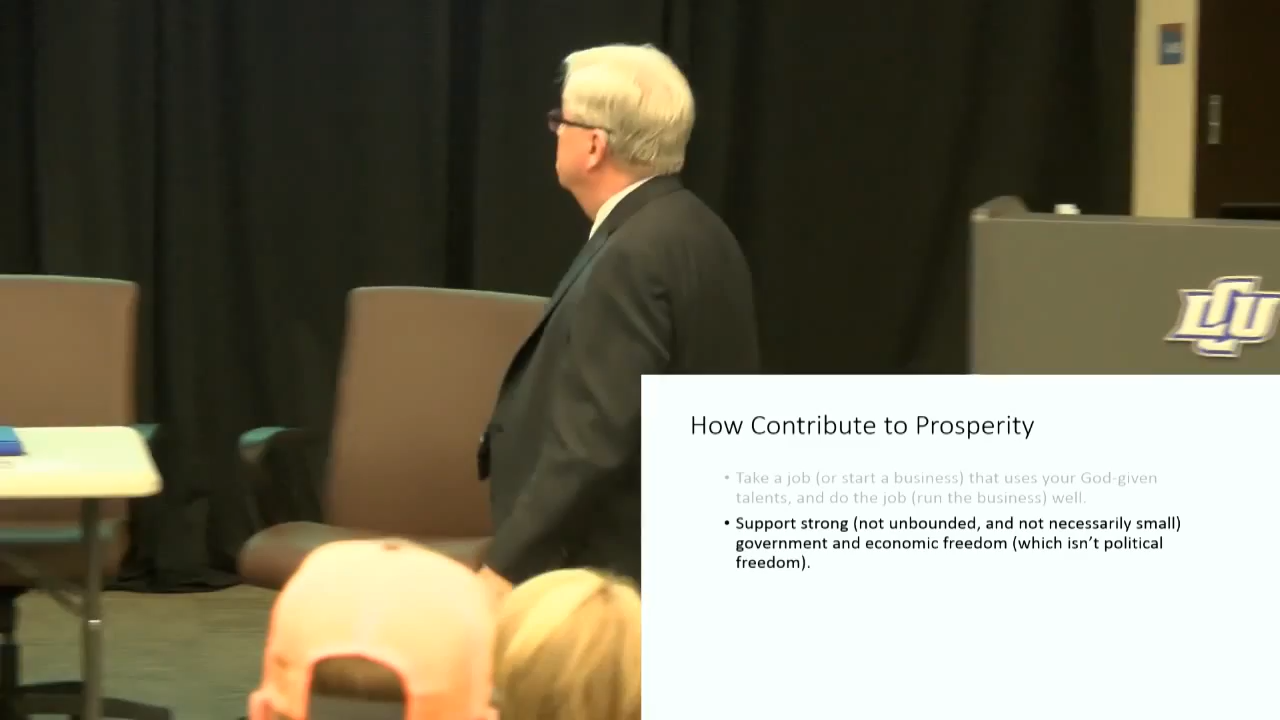 LCU
How Contribute to Prosperity
• Take a job (or start a business) that uses your God-given
talents, and do the job (run the business) well.
• Support strong (not unbounded, and not necessarily small)
government and economic freedom (which isn't political
freedom).